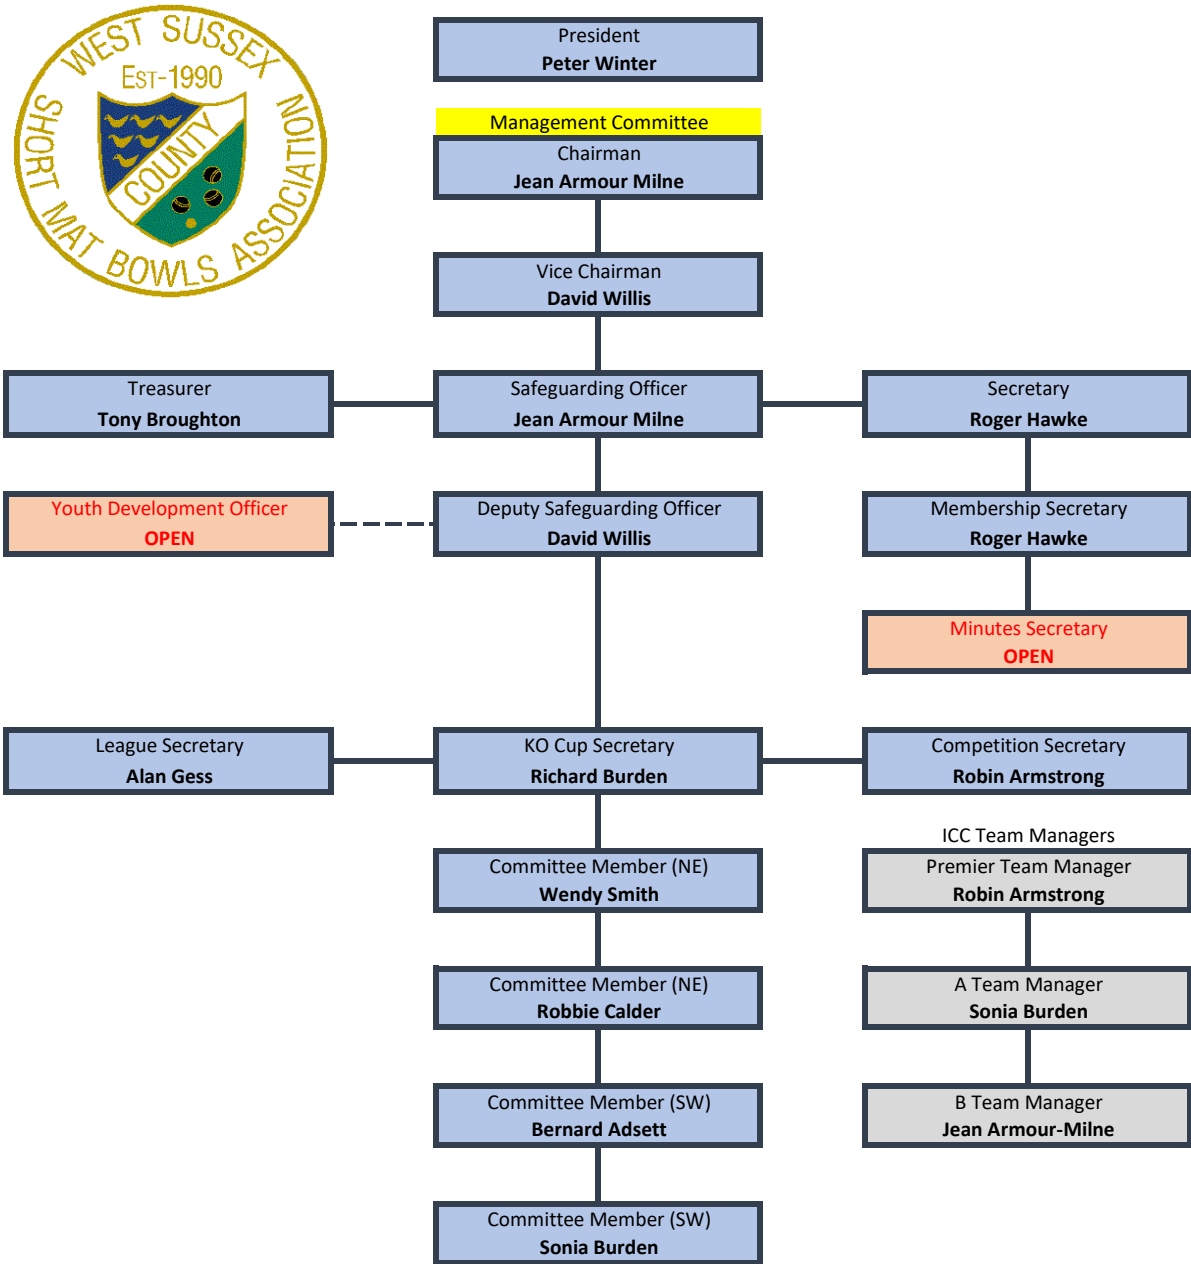 WEST SUSSEX
SHORT MAT BOWLS ASSOCIATION
EST-1990
COUNTY
President
Peter Winter
Management Committee
Chairman
Jean Armour Milne
Vice Chairman
David Willis
Treasurer
Tony Broughton
Safeguarding Officer
Jean Armour Milne
Secretary
Roger Hawke
Youth Development Officer
OPEN
Deputy Safeguarding Officer
David Willis
Membership Secretary
Roger Hawke
Minutes Secretary
OPEN
League Secretary
Alan Gess
KO Cup Secretary
Richard Burden
Competition Secretary
Robin Armstrong
ICC Team Managers
Committee Member (NE)
Wendy Smith
Premier Team Manager
Robin Armstrong
Committee Member (NE)
Robbie Calder
A Team Manager
Sonia Burden
Committee Member (SW)
Bernard Adsett
B Team Manager
Jean Armour-Milne
Committee Member (SW)
Sonia Burden